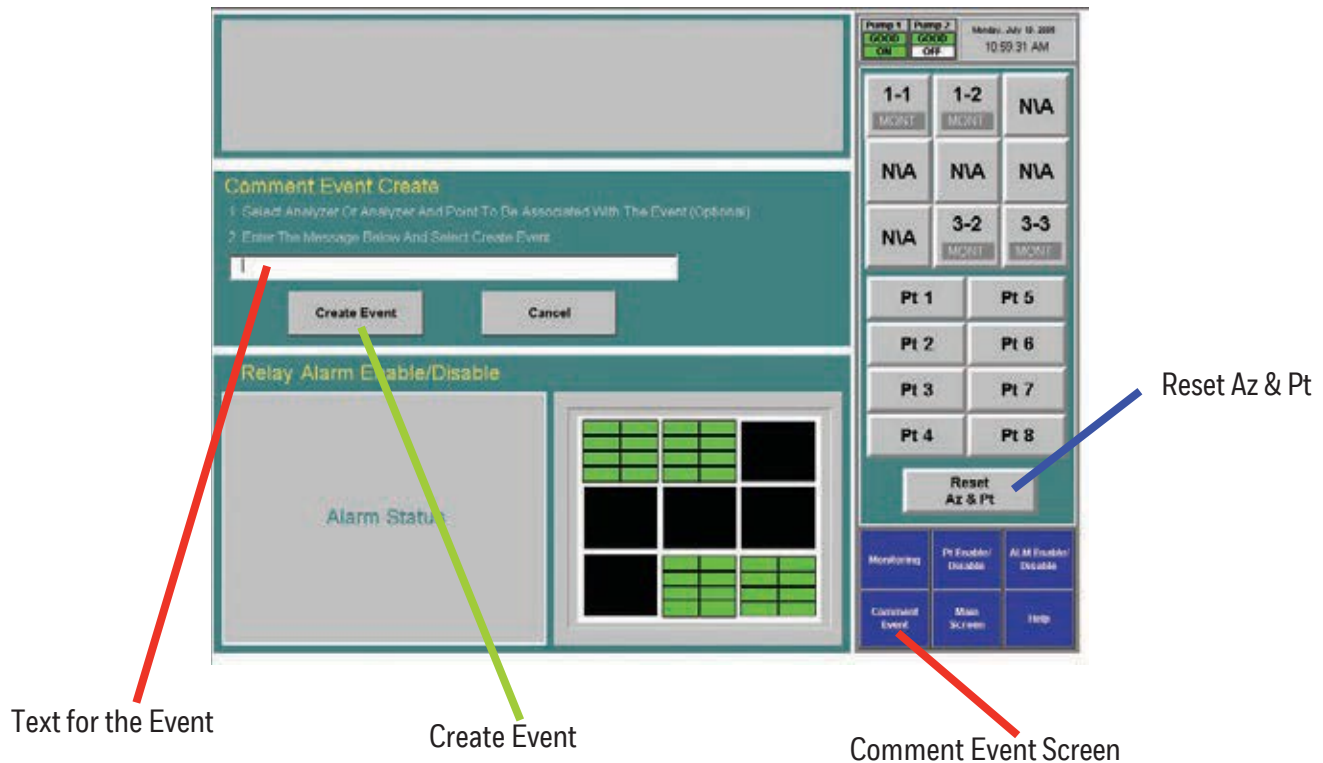 Pump 1 Pump 2
GOOD GOOD
ON OFF
Monday, July 10, 2006
10:59:31 AM
1-1 1-2 N\A
MONT MONT
N\A N\A N\A
N\A 3-2 3-3
MONT MONT
Comment Event Create
1. Select Analyzer Or Analyzer And Point To Be Associated With The Event (Optional)
2. Enter The Message Below And Select Create Event
Create Event Cancel
Relay Alarm Enable/Disable
Alarm Status
Pt 1 Pt 5
Pt 2 Pt 6
Pt 3 Pt 7
Pt 4 Pt 8
Reset
Az & Pt
Monitoring
Pt Enable/
Disable
ALM Enable/
Disable
Comment
Event
Main
Screen
Help
Reset Az & Pt
Text for the Event
Create Event
Comment Event Screen